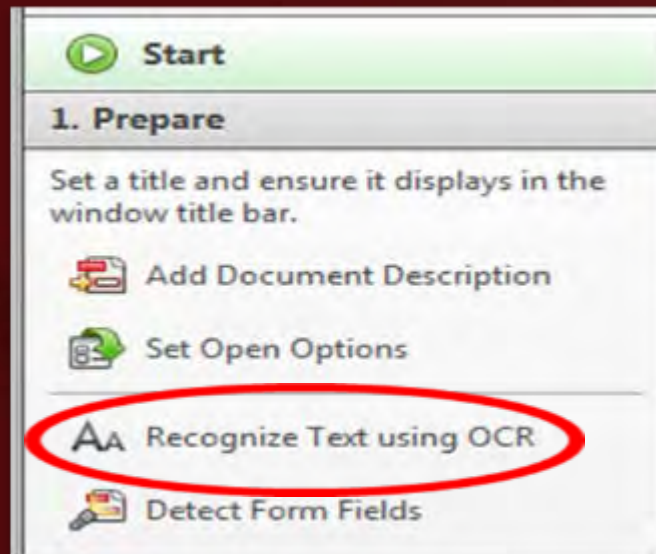 Start
1. Prepare
Set a title and ensure it displays in the
window title bar.
Add Document Description
Set Open Options
AA Recognize Text using OCR
Detect Form Fields